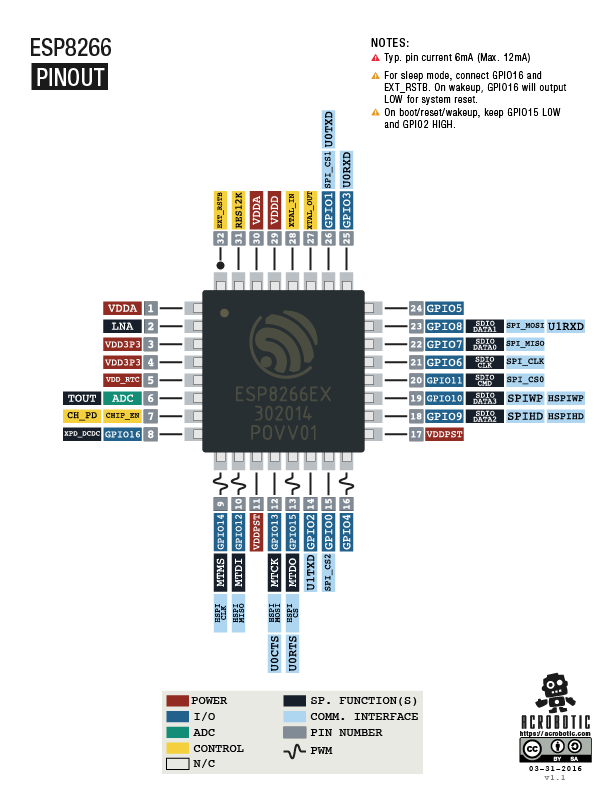 ESP8266
PINOUT
NOTES:
Typ. pin current 6mA (Max. 12mA)
For sleep mode, connect GPIO16 and
EXT_RSTB. On wakeup, GPIO16 will output
LOW for system reset.
On boot/reset/wakeup, keep GPIO15 LOW
and GPIO2 HIGH.
32 EXT_RSTB
31 RES12K
30 VDDA
29 VDDD
28 XTAL_IN
27 XTAL_OUT
26 GPIO1 SPI_CS1 U0TXD
25 GPIO3 U0RXD
VDDA 1
LNA 2
VDD3P3 3
VDD3P3 4
VDD_RTC 5
TOUT ADC 6
CH_PD CHIP_EN 7
XPD_DCDC GPIO16 8
ESP8266EX
302014
P0VV01
24 GPIO5
23 GPIO8 SDIO DATA1 SPI_MOSI U1RXD
22 GPIO7 SDIO DATA0 SPI_MISO
21 GPIO6 SDIO CLK SPI_CLK
20 GPIO11 SDIO CMD SPI_CS0
19 GPIO10 SDIO DATA3 SPIWP HSPIWP
18 GPIO9 SDIO DATA2 SPIHD HSPIHD
17 VDDPST
9 GPIO14 MTMS HSPI CLK
10 GPIO12 MTDI HSPI MISO
11 VDDPST
12 GPIO13 MTCK HSPI MOSI U0CTS
13 GPIO15 MTDO HSPI CS U0RTS
14 GPIO2 U1TXD
15 GPIO0 SPI_CS2
16 GPIO4
POWER
I/O
ADC
CONTROL
N/C
SP. FUNCTION(S)
COMM. INTERFACE
PIN NUMBER
PWM
ACROBOTIC
https://acrobotic.com/
cc BY SA
03-31-2016
v1.1